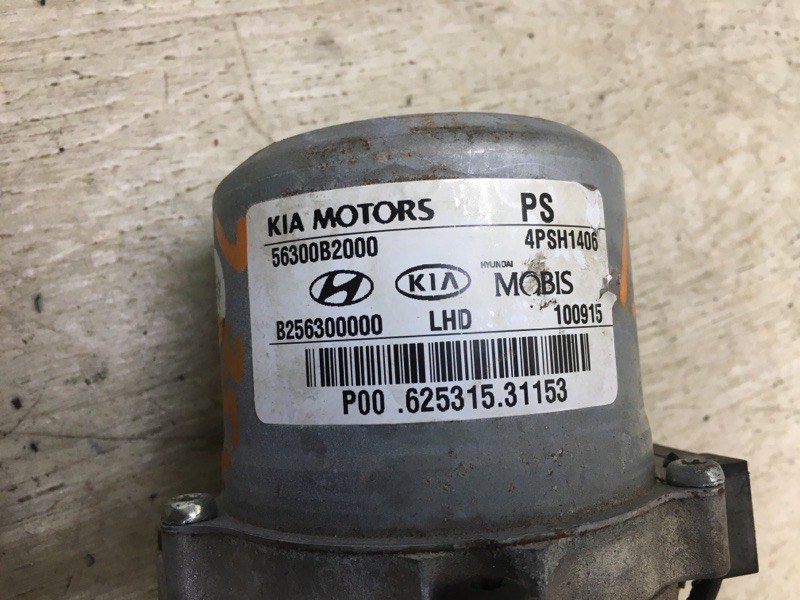 KIA MOTORS PS
56300B2000 4PSH1406
KIA HYUNDAI MOBIS
B256300000 LHD 100915
P00 .625315.31153